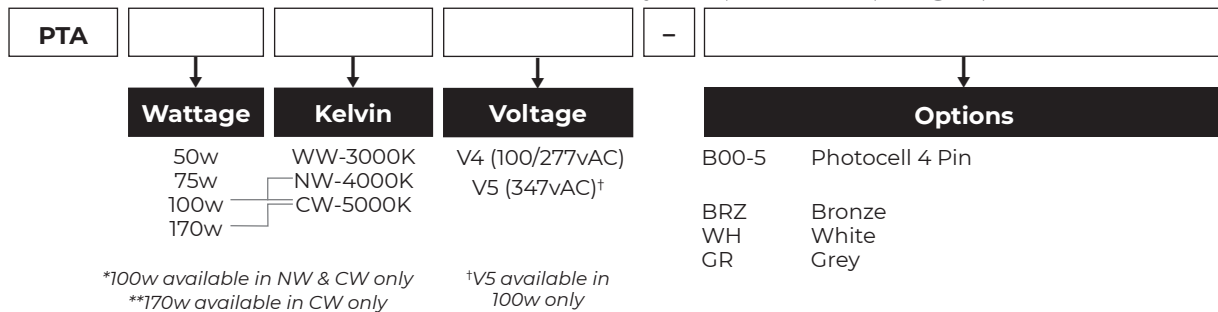 PTA –
Wattage Kelvin Voltage Options
50w WW-3000K V4 (100/277vAC) B00-5 Photocell 4 Pin
75w NW-4000K V5 (347vAC)†
100w CW-5000K BRZ Bronze
170w WH White
GR Grey
*100w available in NW & CW only †V5 available in
**170w available in CW only 100w only